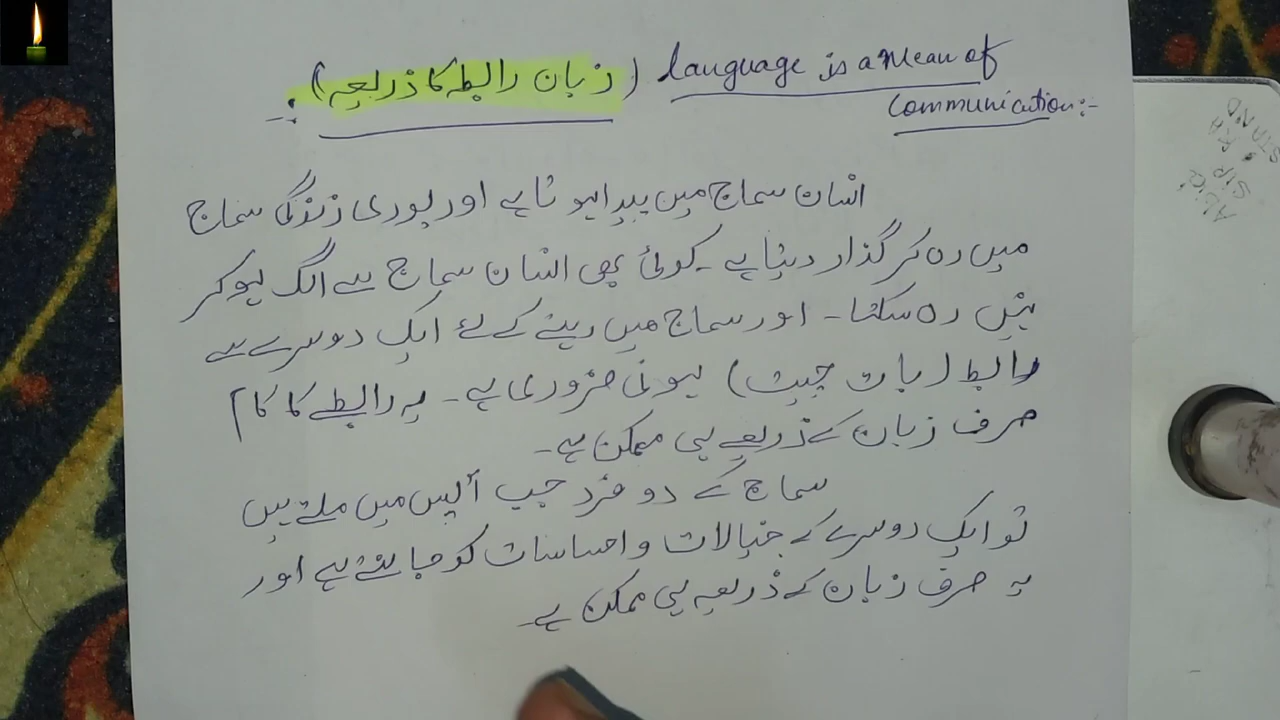 language is a Mean of (زبان رابطہ کا ذریعہ)
Communication:-
انسان سماج میں پیدا ہوتا ہے اور پوری زندگی سماج
میں رہ کر گذار دیتا ہے ۔ کوئی بھی انسان سماج سے الگ ہوکر
نہیں رہ سکتا ۔ اور سماج میں رہنے کے لئے ایک دوسرے سے
رابطہ (بات چیت) ہونی ضروری ہے ۔ یہ رابطے کا کام
صرف زبان کے ذریعے ہی ممکن ہے ۔
سماج کے دو فرد جب آپس میں ملتے ہیں
تو ایک دوسرے کے خیالات و احساسات کو جانتے ہے اور
یہ صرف زبان کے ذریعہ ہی ممکن ہے ۔
STAND